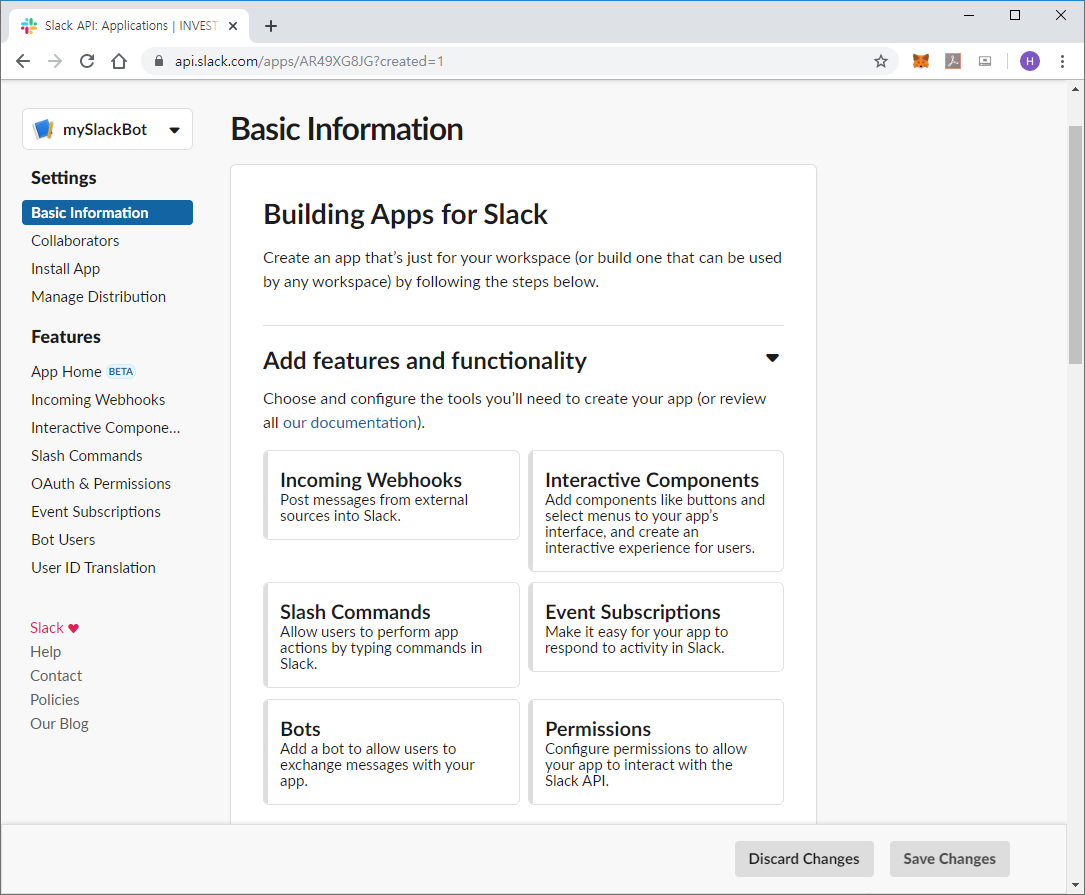 Slack API: Applications | INVEST
api.slack.com/apps/AR49XG8JG?created=1
H
mySlackBot
Settings
Basic Information
Collaborators
Install App
Manage Distribution
Features
App Home BETA
Incoming Webhooks
Interactive Compone...
Slash Commands
OAuth & Permissions
Event Subscriptions
Bot Users
User ID Translation
Slack ♥
Help
Contact
Policies
Our Blog
Basic Information
Building Apps for Slack
Create an app that’s just for your workspace (or build one that can be used
by any workspace) by following the steps below.
Add features and functionality
Choose and configure the tools you’ll need to create your app (or review
all our documentation).
Incoming Webhooks
Post messages from external
sources into Slack.
Interactive Components
Add components like buttons and
select menus to your app’s
interface, and create an
interactive experience for users.
Slash Commands
Allow users to perform app
actions by typing commands in
Slack.
Event Subscriptions
Make it easy for your app to
respond to activity in Slack.
Bots
Add a bot to allow users to
exchange messages with your
app.
Permissions
Configure permissions to allow
your app to interact with the
Slack API.
Discard Changes
Save Changes